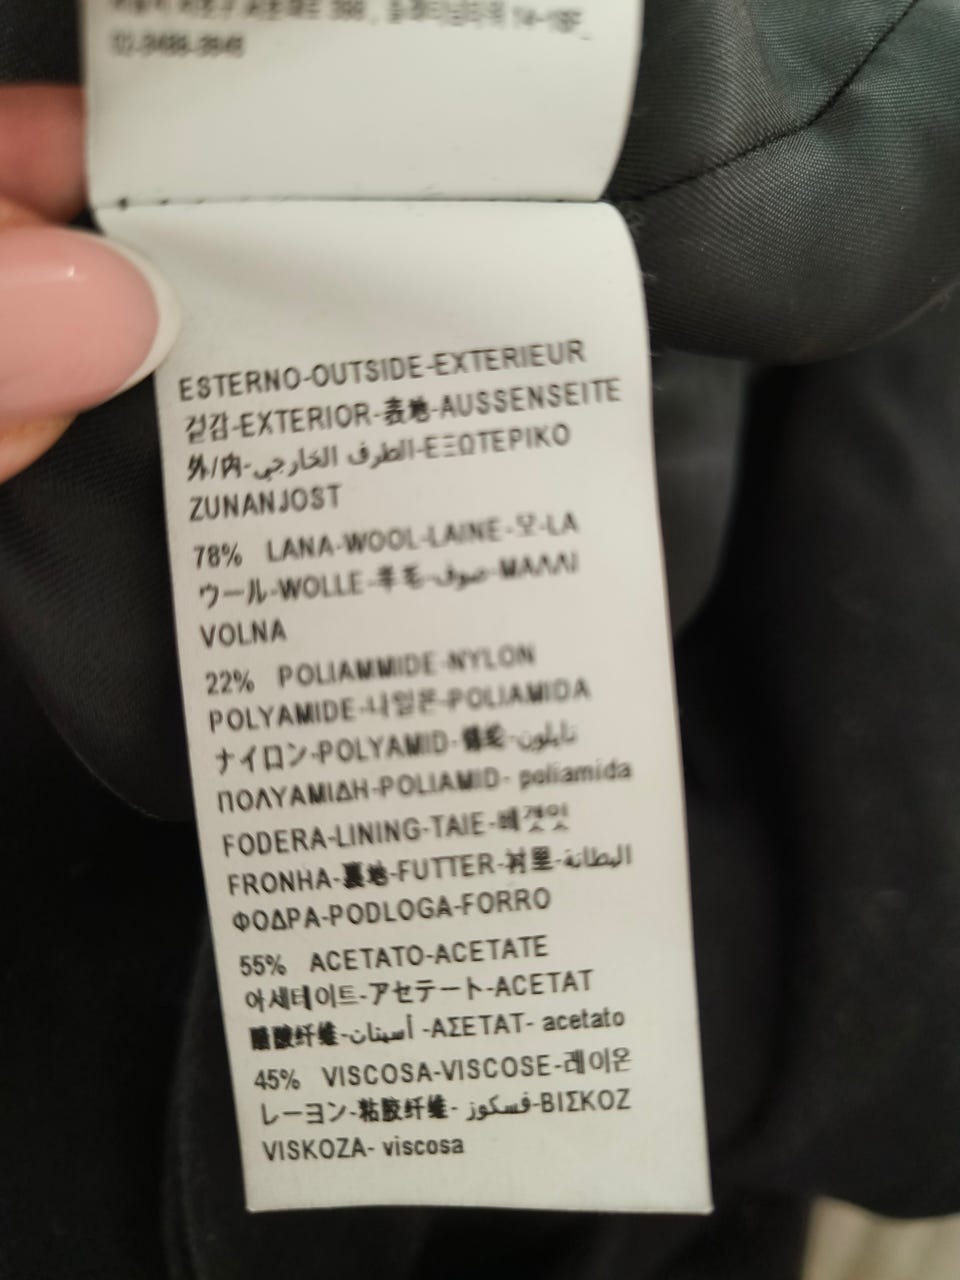 02-3488-3948
ESTERNO-OUTSIDE-EXTERIEUR
겉감-EXTERIOR-表地-AUSSENSEITE
外/内-الطرف الخارجي-ΕΞΩΤΕΡΙΚΟ
ZUNANJOST
78% LANA-WOOL-LAINE-모-LA
ウール-WOLLE-羊毛-صوف-ΜΑΛΛΙ
VOLNA
22% POLIAMMIDE-NYLON
POLYAMIDE-나일론-POLIAMIDA
ナイロン-POLYAMID-锦纶-نايلون
ΠΟΛΥΑΜΙΔΗ-POLIAMID- poliamida
FODERA-LINING-TAIE-베갯잇
FRONHA-裏地-FUTTER-衬里-البطانة
ΦΟΔΡΑ-PODLOGA-FORRO
55% ACETATO-ACETATE
아세테이트-アセテート-ACETAT
醋酸纤维-أسيتات -ΑΣΕΤΑΤ- acetato
45% VISCOSA-VISCOSE-레이온
レーヨン-粘胶纤维- فسكوز-ΒΙΣΚΟΖ
VISKOZA- viscosa